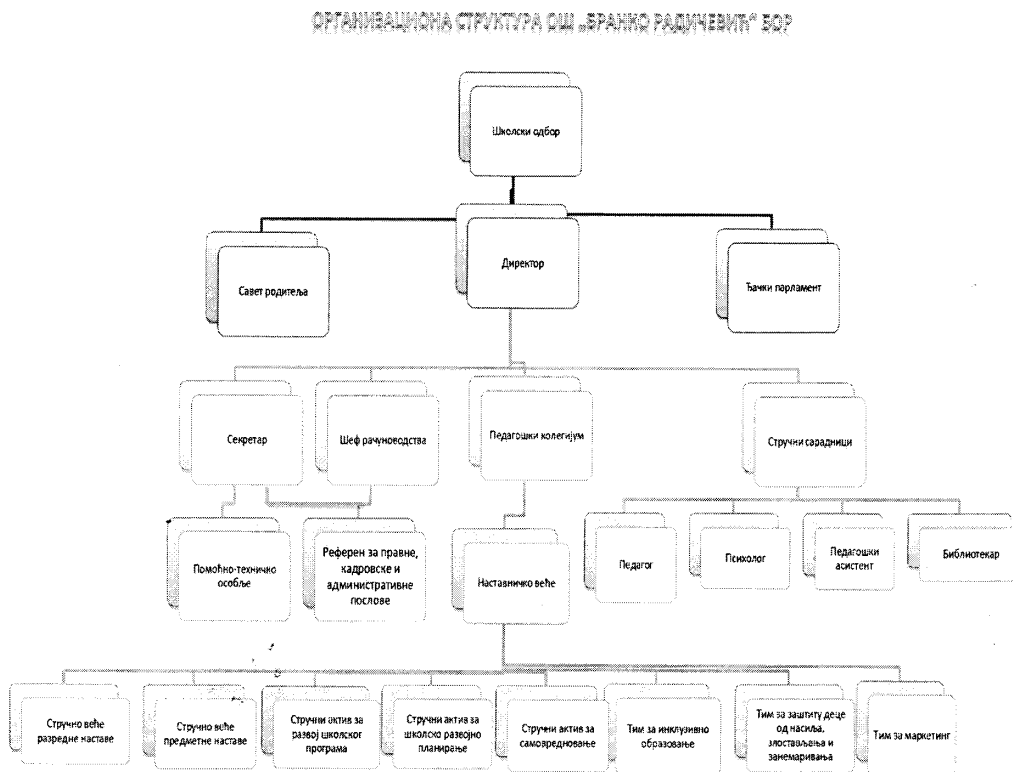 ОРГАНИЗАЦИОНА СТРУКТУРА ОШ „БРАНКО РАДИЧЕВИЋ“ БОР
Школски одбор
Савет родитеља
Директор
Ђачки парламент
Секретар
Шеф рачуноводства
Педагошки колегијум
Стручни сарадници
Помоћно-техничко
особље
Референ за правне,
кадровске и
административне
послове
Наставничко веће
Педагог
Психолог
Педагошки
асистент
Библиотекар
Стручно веће
разредне наставе
Стручно веће
предметне наставе
Стручни актив за
развој школског
програма
Стручни актив за
школско развојно
планирање
Стручни актив за
самовредновање
Тим за инклузивно
образовање
Тим за заштиту деце
од насиља,
злостављања и
занемаривања
Тим за маркетинг